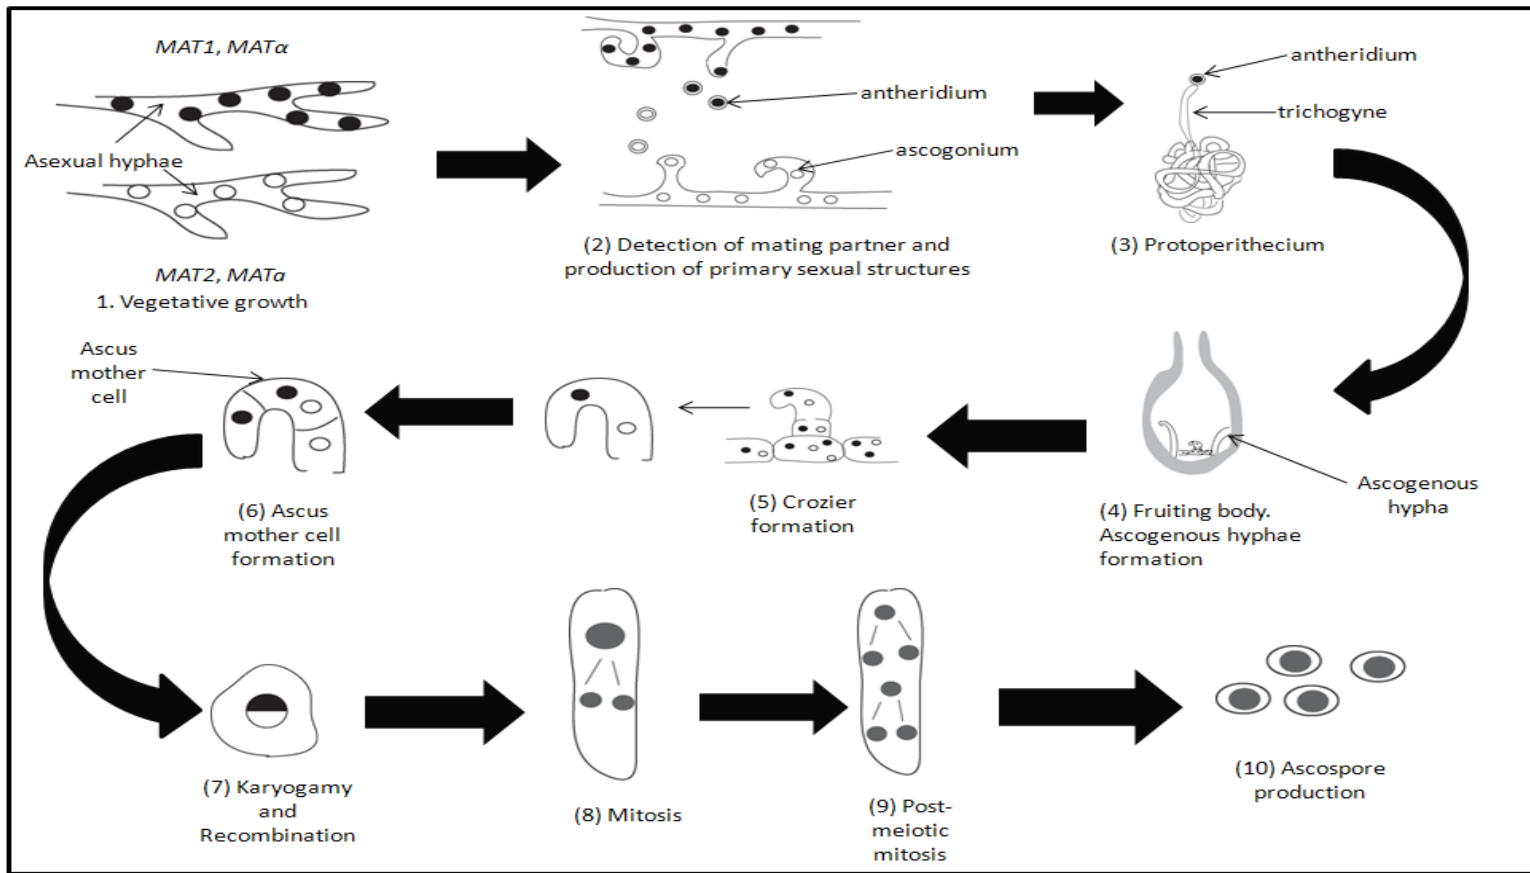 MAT1, MATα
Asexual hyphae
MAT2, MATa
1. Vegetative growth
antheridium
ascogonium
(2) Detection of mating partner and
production of primary sexual structures
antheridium
trichogyne
(3) Protoperithecium
Ascogenous
hypha
(4) Fruiting body.
Ascogenous hyphae
formation
(5) Crozier
formation
Ascus
mother
cell
(6) Ascus
mother cell
formation
(7) Karyogamy
and
Recombination
(8) Mitosis
(9) Post-
meiotic
mitosis
(10) Ascospore
production